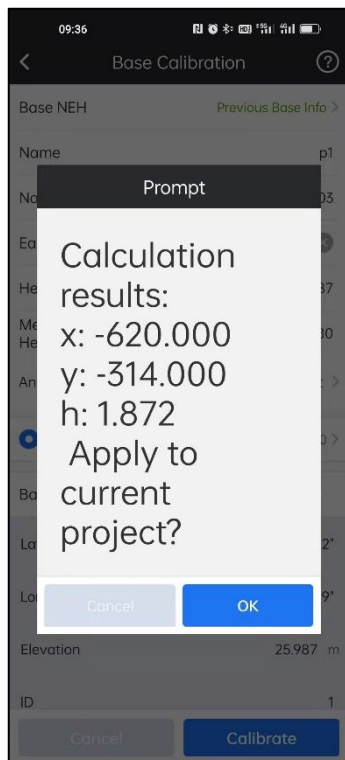 09:36
Base Calibration
Base NEH Previous Base Info >
Name p1
Prompt
Calculation
results:
x: -620.000
y: -314.000
h: 1.872
Apply to
current
project?
Cancel OK
Elevation 25.987 m
ID 1
Cancel Calibrate